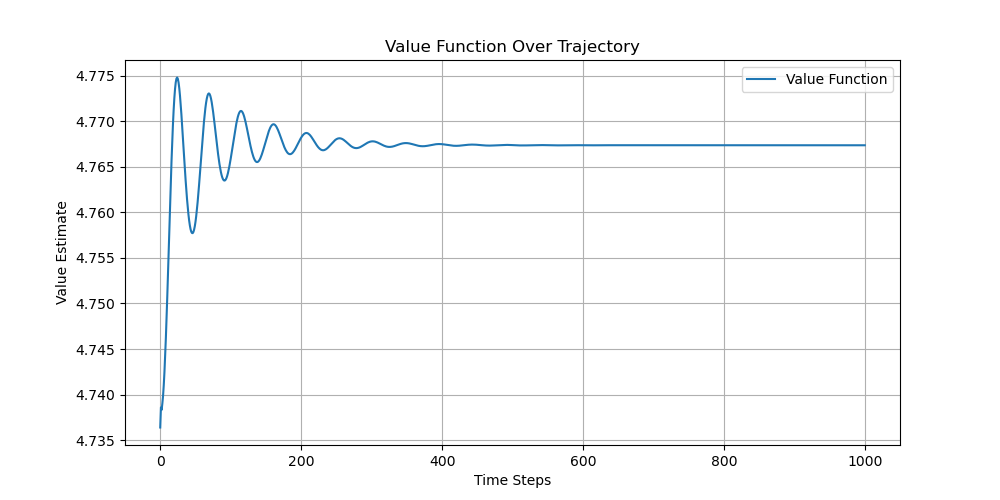 Value Function Over Trajectory
Value Function
4.775
4.770
4.765
4.760
4.755
4.750
4.745
4.740
4.735
Value Estimate
0 200 400 600 800 1000
Time Steps